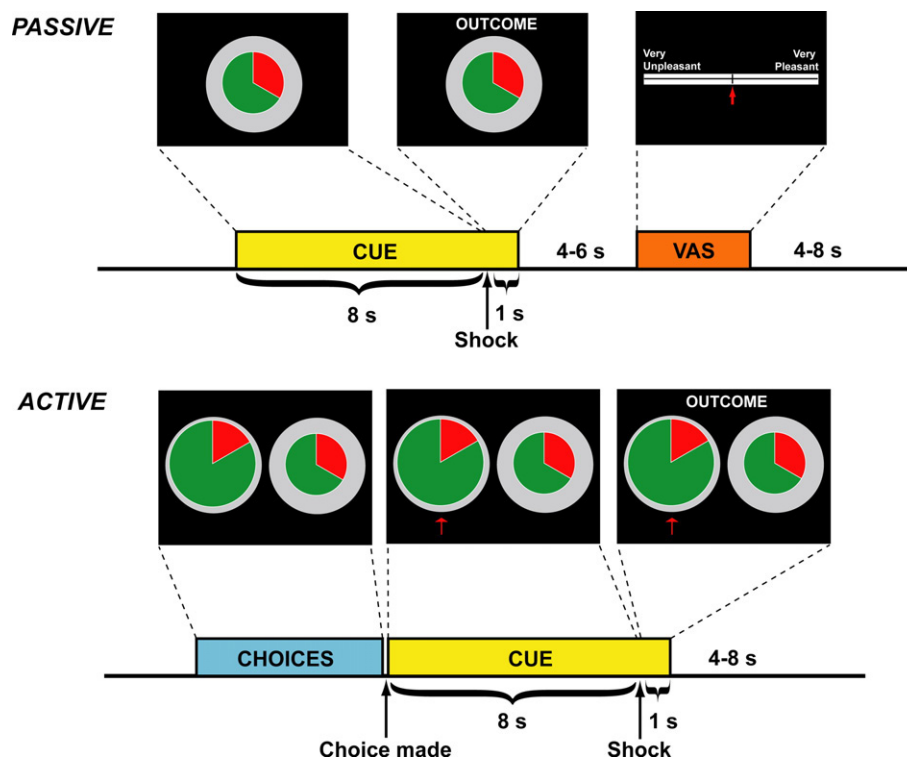 PASSIVE
OUTCOME
Very
Unpleasant
Very
Pleasant
CUE
4-6 s
VAS
4-8 s
8 s
1 s
Shock
ACTIVE
OUTCOME
CHOICES
CUE
4-8 s
8 s
1 s
Choice made
Shock